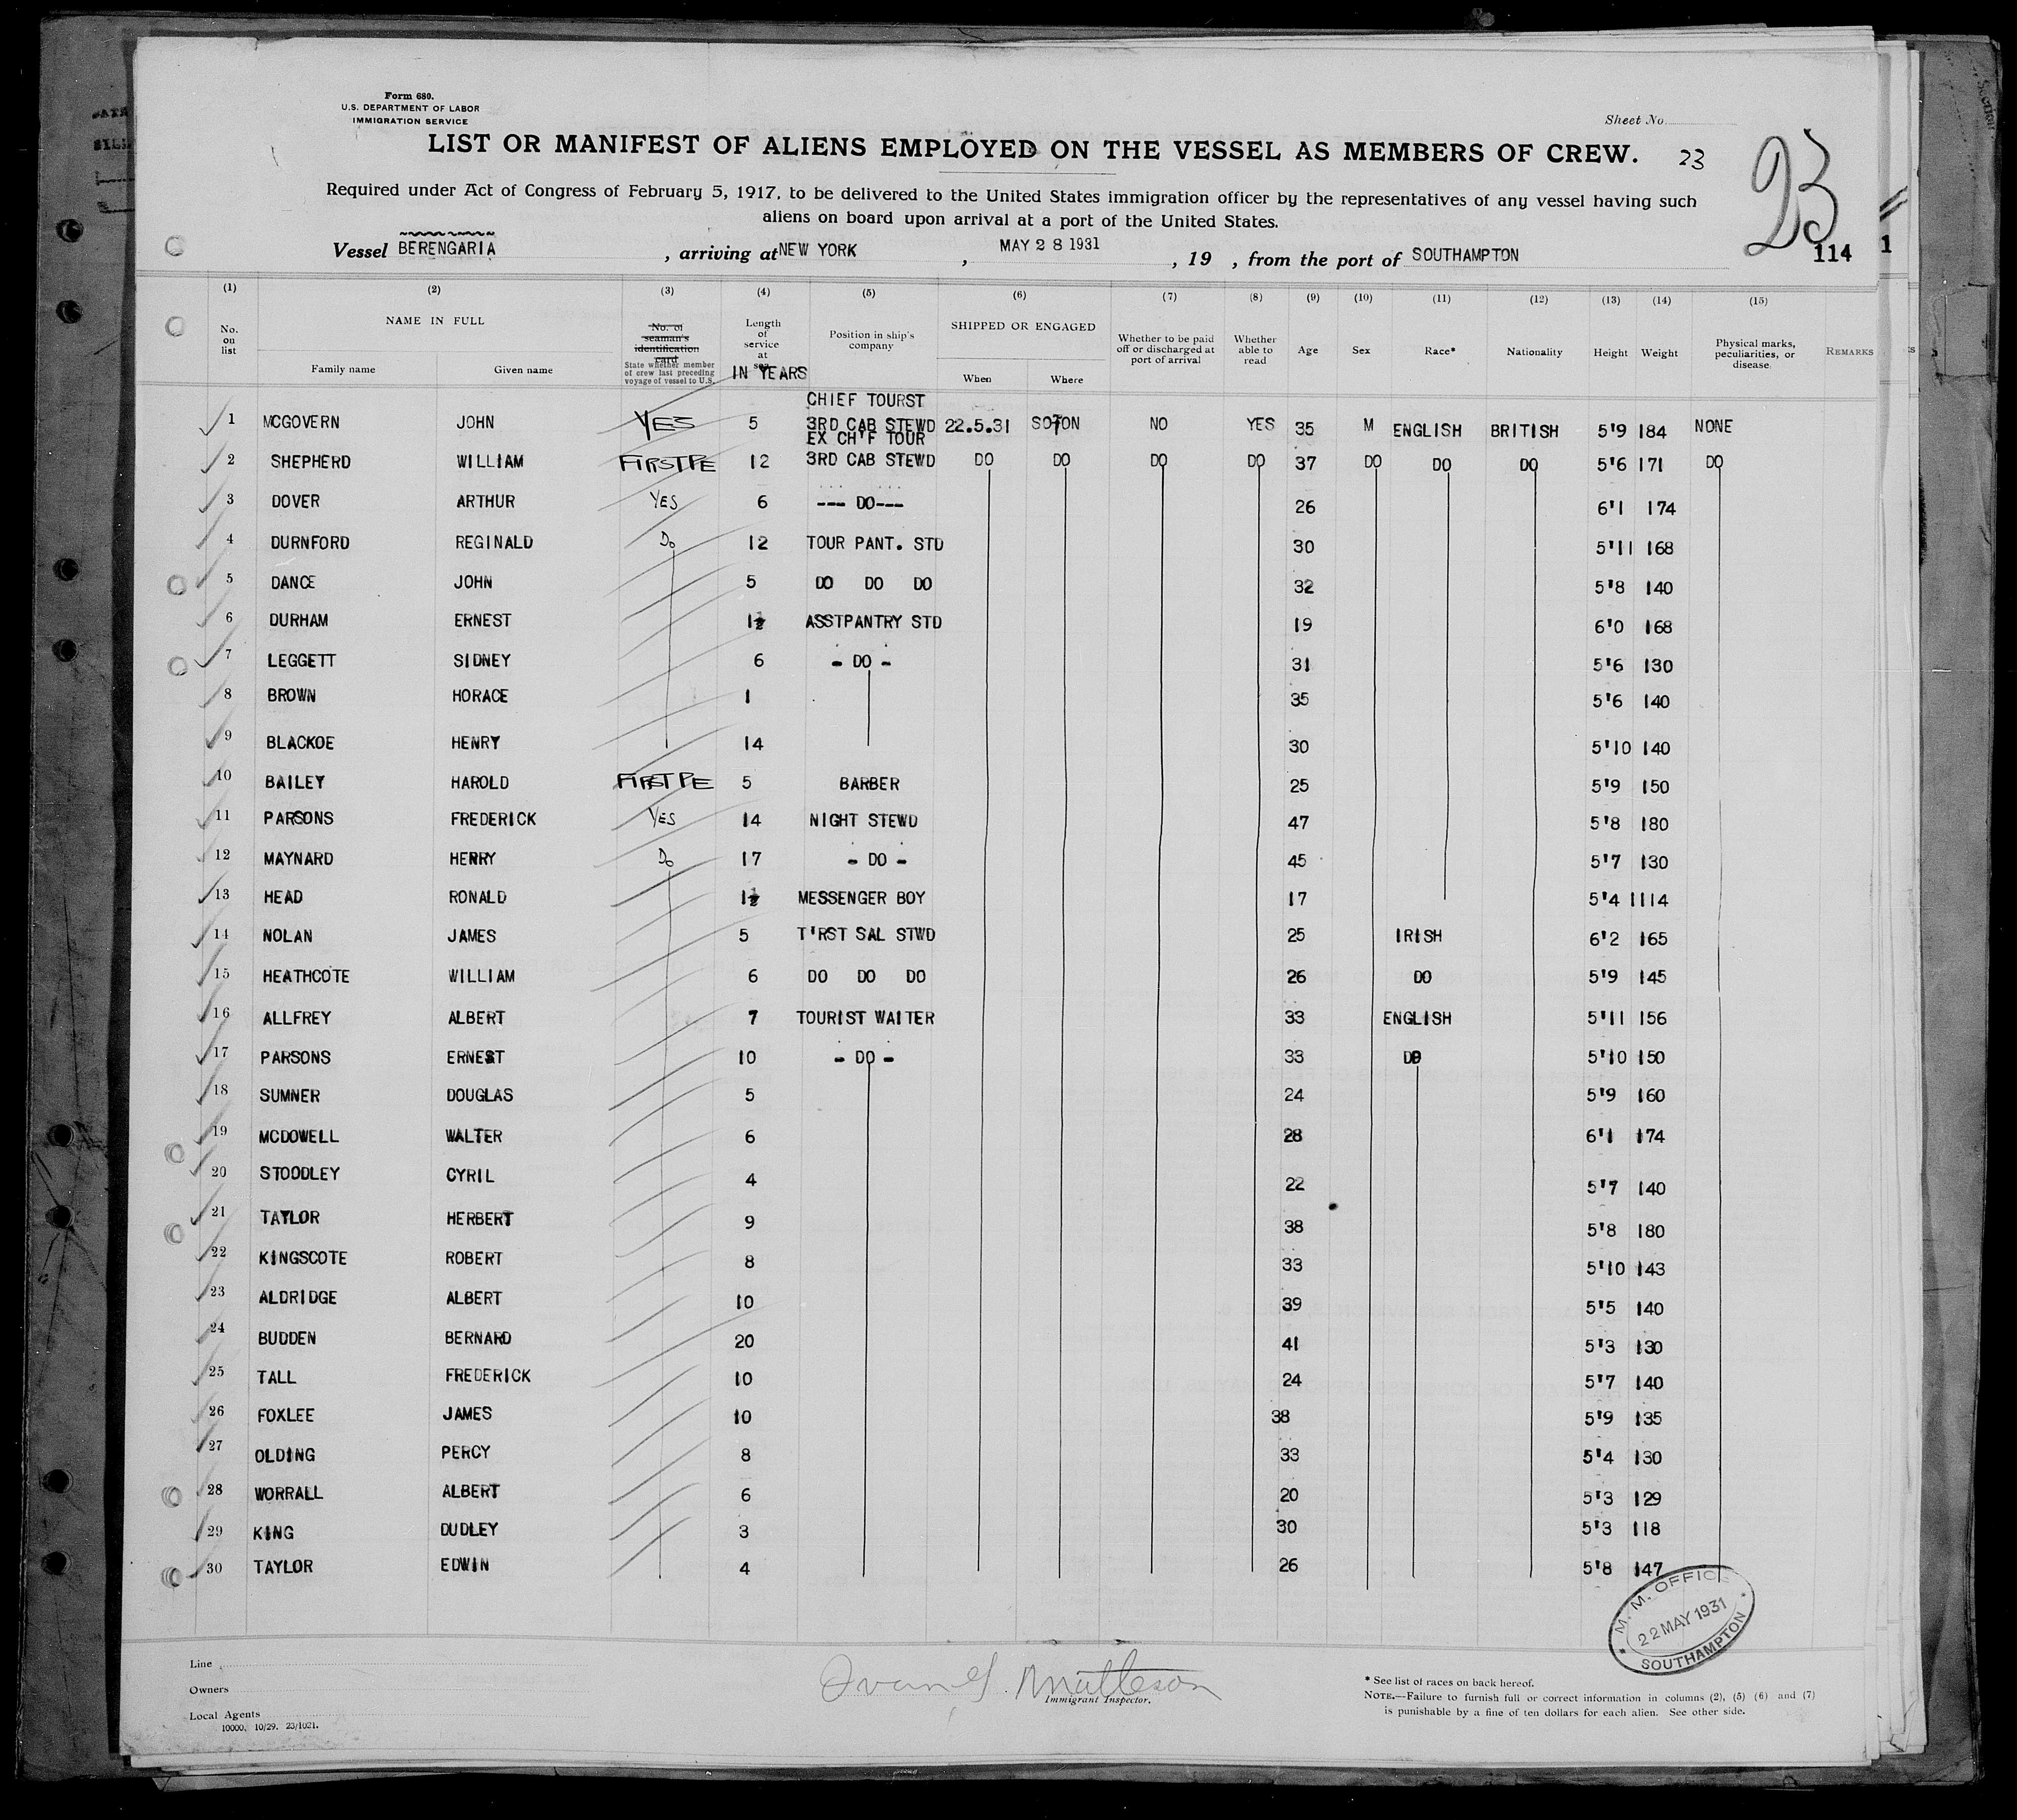 Form 680.
U.S. DEPARTMENT OF LABOR
IMMIGRATION SERVICE
Sheet No.
LIST OR MANIFEST OF ALIENS EMPLOYED ON THE VESSEL AS MEMBERS OF CREW. 23
23
Required under Act of Congress of February 5, 1917, to be delivered to the United States immigration officer by the representatives of any vessel having such
aliens on board upon arrival at a port of the United States.
Vessel BERENGARIA , arriving at NEW YORK , MAY 28 1931 , 19 , from the port of SOUTHAMPTON
114 1
(1) (2) (3) (4) (5) (6) (7) (8) (9) (10) (11) (12) (13) (14) (15)
No. on list NAME IN FULL Family name Given name No. of seaman's identification card State whether member of crew last preceding voyage of vessel to U.S. Length of service at sea IN YEARS Position in ship's company SHIPPED OR ENGAGED When Where Whether to be paid off or discharged at port of arrival Whether able to read Age Sex Race* Nationality Height Weight Physical marks, peculiarities, or disease. REMARKS
CHIEF TOURST
1 MCGOVERN JOHN YES 5 3RD CAB STEWD 22.5.31 SOTON NO YES 35 M ENGLISH BRITISH 5'9 184 NONE
EX CH'F TOUR
2 SHEPHERD WILLIAM FIRST PE 12 3RD CAB STEWD DO DO DO DO 37 DO DO DO 5'6 171 DO
3 DOVER ARTHUR YES 6 --- DO--- 26 6'1 174
4 DURNFORD REGINALD Do 12 TOUR PANT. STD 30 5'11 168
5 DANCE JOHN 5 DO DO DO 32 5'8 140
6 DURHAM ERNEST 1½ ASSTPANTRY STD 19 6'0 168
7 LEGGETT SIDNEY 6 - DO - 31 5'6 130
8 BROWN HORACE 1 35 5'6 140
9 BLACKOE HENRY 14 30 5'10 140
10 BAILEY HAROLD FIRST PE 5 BARBER 25 5'9 150
11 PARSONS FREDERICK YES 14 NIGHT STEWD 47 5'8 180
12 MAYNARD HENRY Do 17 - DO - 45 5'7 130
13 HEAD RONALD 1½ MESSENGER BOY 17 5'4 1114
14 NOLAN JAMES 5 T'RST SAL STWD 25 IRISH 6'2 165
15 HEATHCOTE WILLIAM 6 DO DO DO 26 DO 5'9 145
16 ALLFREY ALBERT 7 TOURIST WAITER 33 ENGLISH 5'11 156
17 PARSONS ERNEST 10 - DO - 33 DO 5'10 150
18 SUMNER DOUGLAS 5 24 5'9 160
19 MCDOWELL WALTER 6 28 6'1 174
20 STOODLEY CYRIL 4 22 5'7 140
21 TAYLOR HERBERT 9 38 5'8 180
22 KINGSCOTE ROBERT 8 33 5'10 143
23 ALDRIDGE ALBERT 10 39 5'5 140
24 BUDDEN BERNARD 20 41 5'3 130
25 TALL FREDERICK 10 24 5'7 140
26 FOXLEE JAMES 10 38 5'9 135
27 OLDING PERCY 8 33 5'4 130
28 WORRALL ALBERT 6 20 5'3 129
29 KING DUDLEY 3 30 5'3 118
30 TAYLOR EDWIN 4 26 5'8 147
M. M. OFFICE
22 MAY 1931
SOUTHAMPTON
Line
Owners
Local Agents
10000. 10/29. 23/1021.
Matteson
Immigrant Inspector.
* See list of races on back hereof.
NOTE.—Failure to furnish full or correct information in columns (2), (5) (6) and (7)
is punishable by a fine of ten dollars for each alien. See other side.